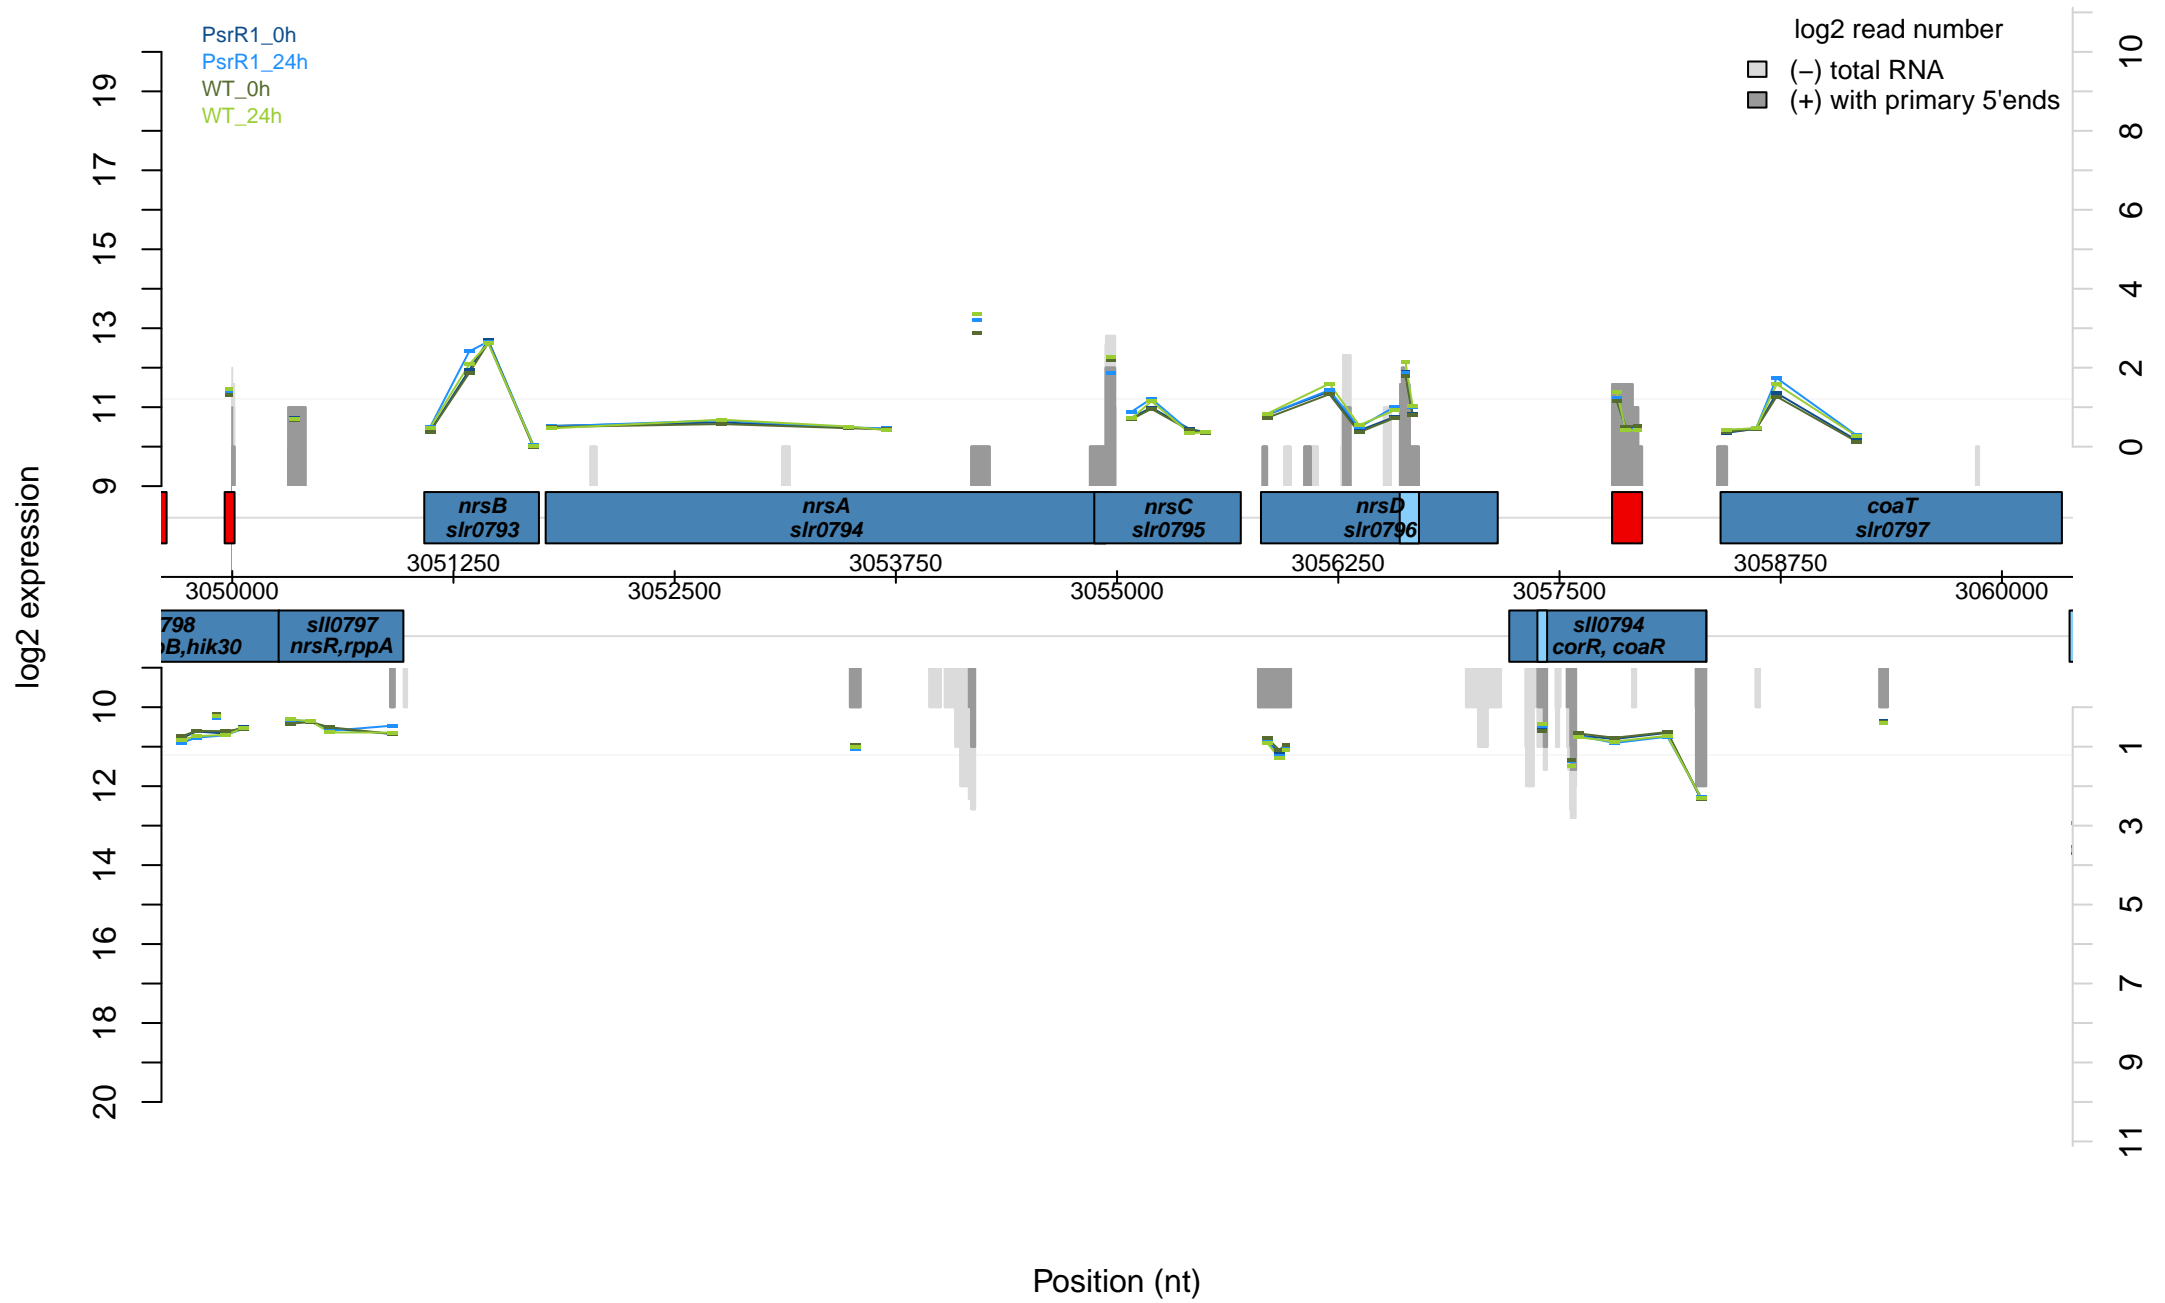 PsrR1_0h
PsrR1_24h
WT_0h
WT_24h
log2 read number
(−) total RNA
(+) with primary 5'ends
19
17
15
13
11
9
10
8
6
4
2
0
log2 expression
nrsB
slr0793
nrsA
slr0794
nrsC
slr0795
nrsD
slr0796
coaT
slr0797
3051250
3053750
3056250
3058750
3050000
3052500
3055000
3057500
3060000
798
B,hik30
sll0797
nrsR,rppA
sll0794
corR, coaR
10
12
14
16
18
20
1
3
5
7
9
11
Position (nt)